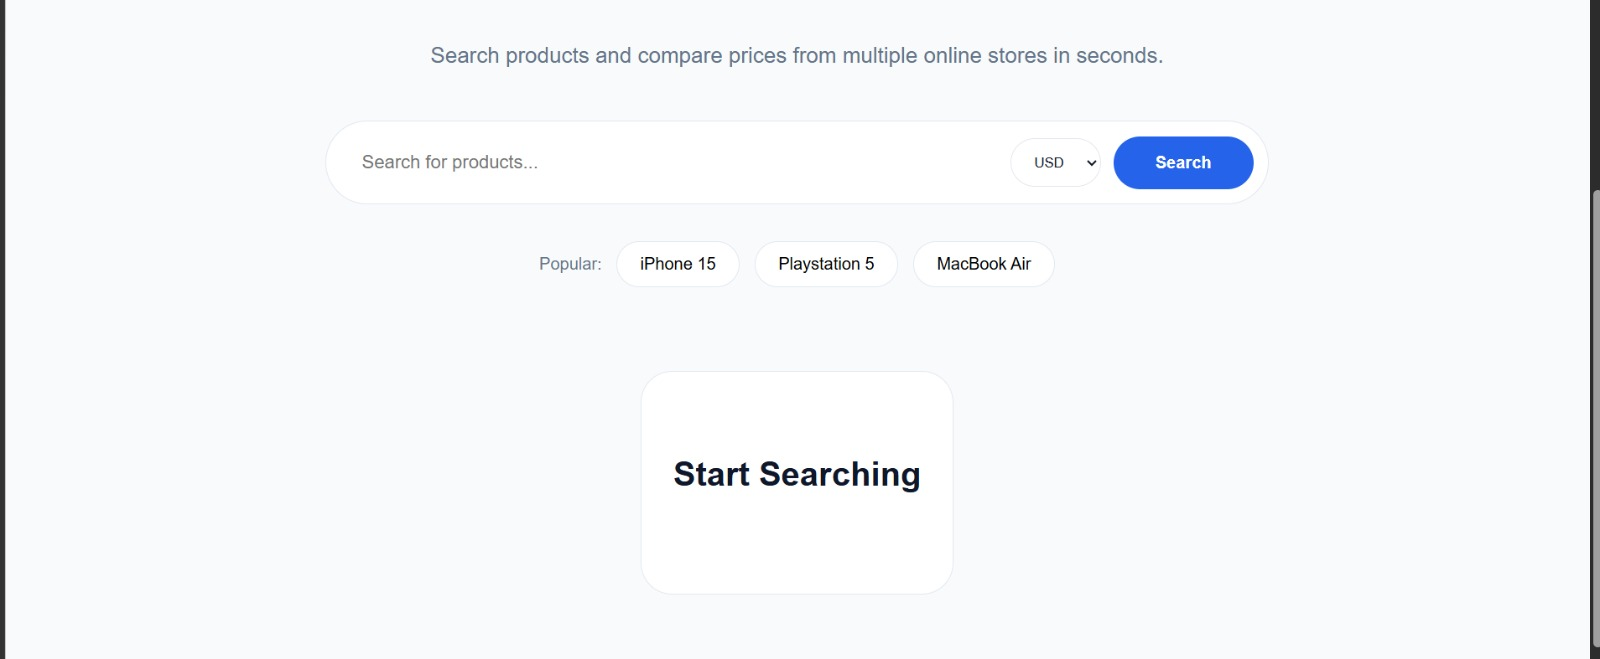 Search products and compare prices from multiple online stores in seconds.
Search for products...
USD
Search
Popular:
iPhone 15
Playstation 5
MacBook Air
Start Searching